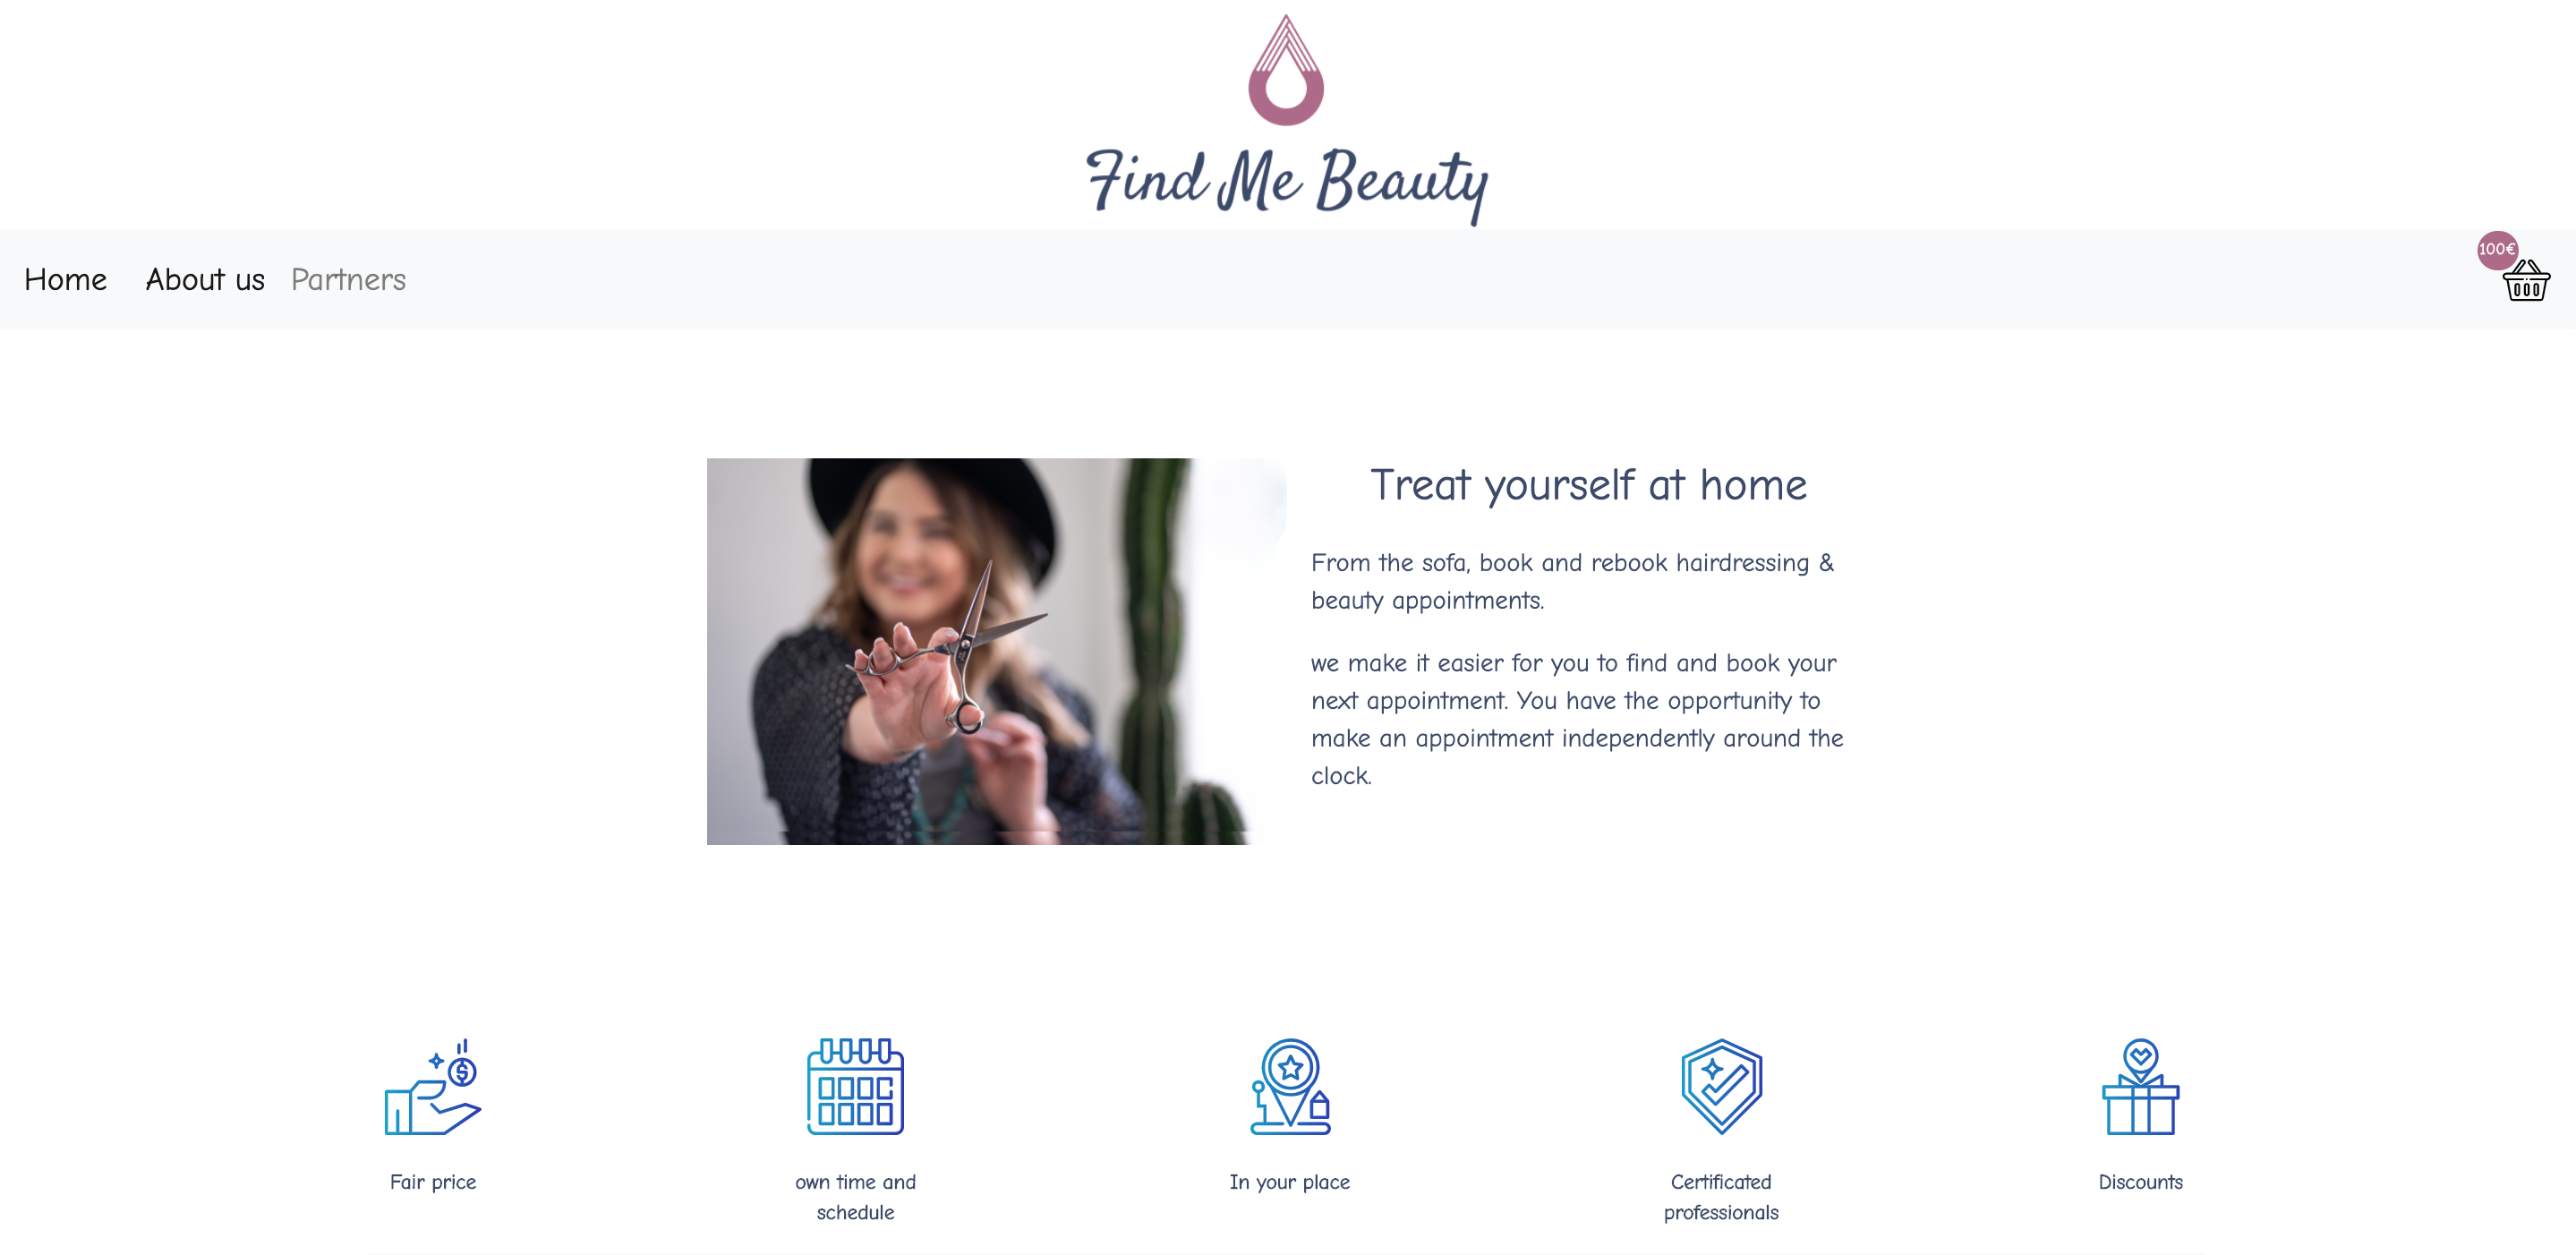 Find Me Beauty
Home About us Partners
100€
Treat yourself at home
From the sofa, book and rebook hairdressing &
beauty appointments.
we make it easier for you to find and book your
next appointment. You have the opportunity to
make an appointment independently around the
clock.
Fair price
own time and
schedule
In your place
Certificated
professionals
Discounts